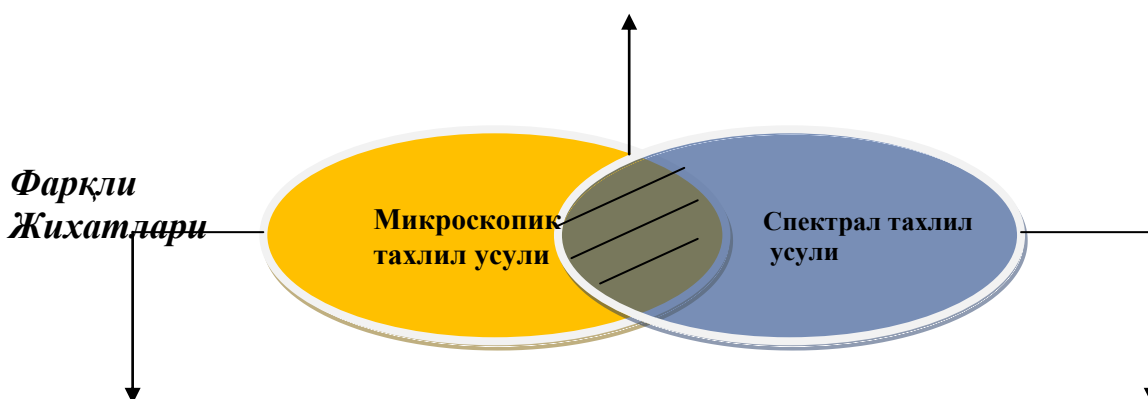 Фарқли
Жихатлари
Микроскопик
тахлил усули
Спектрал тахлил
усули